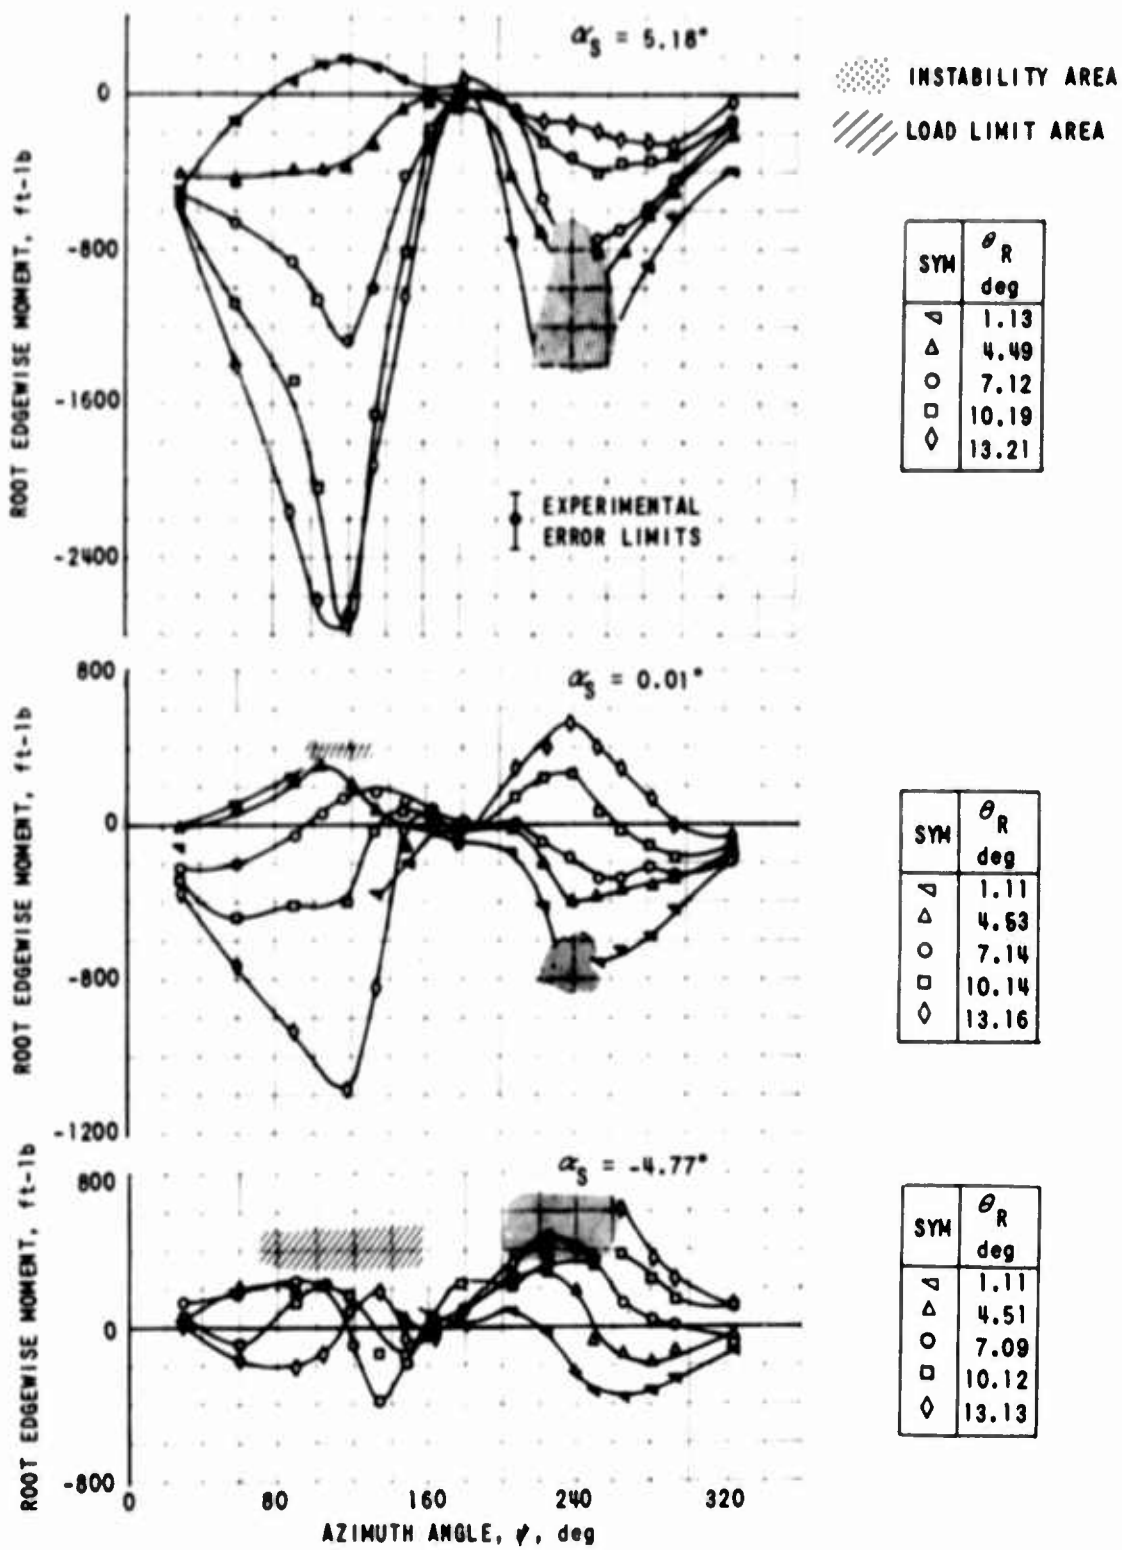 αS = 5.18°
INSTABILITY AREA
LOAD LIMIT AREA
0
-800
-1600
-2400
ROOT EDGEWISE MOMENT, ft-lb
EXPERIMENTAL
ERROR LIMITS
SYM θR deg
1.13
4.49
7.12
10.19
13.21
αS = 0.01°
800
0
-800
-1200
ROOT EDGEWISE MOMENT, ft-lb
SYM θR deg
1.11
4.53
7.14
10.14
13.16
αS = -4.77°
800
0
-800
ROOT EDGEWISE MOMENT, ft-lb
SYM θR deg
1.11
4.51
7.09
10.12
13.13
0 80 160 240 320
AZIMUTH ANGLE, ψ, deg